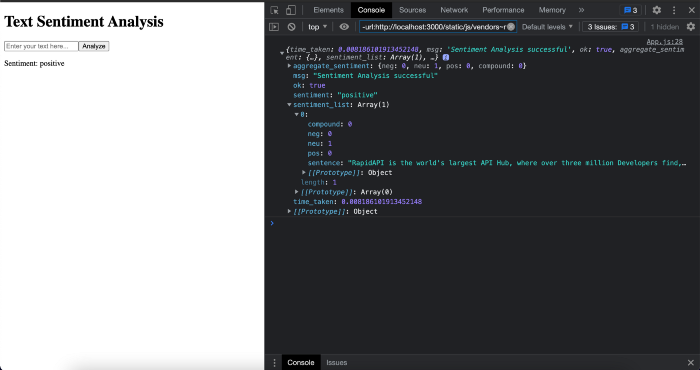 Text Sentiment Analysis
Enter your text here...
Analyze
Sentiment: positive
Elements Console Sources Network Performance Memory » 3
top ▾ -url:http://localhost:3000/static/js/vendors~ Default levels ▾ 3 Issues: 3 1 hidden
App.js:28
{time_taken: 0.008186101913452148, msg: 'Sentiment Analysis successful', ok: true, aggregate_sentim
ent: {…}, sentiment_list: Array(1), …}
aggregate_sentiment: {neg: 0, neu: 1, pos: 0, compound: 0}
msg: "Sentiment Analysis successful"
ok: true
sentiment: "positive"
sentiment_list: Array(1)
0:
compound: 0
neg: 0
neu: 1
pos: 0
sentence: "RapidAPI is the world's largest API Hub, where over three million Developers find,…
[[Prototype]]: Object
length: 1
[[Prototype]]: Array(0)
time_taken: 0.008186101913452148
[[Prototype]]: Object
Console Issues